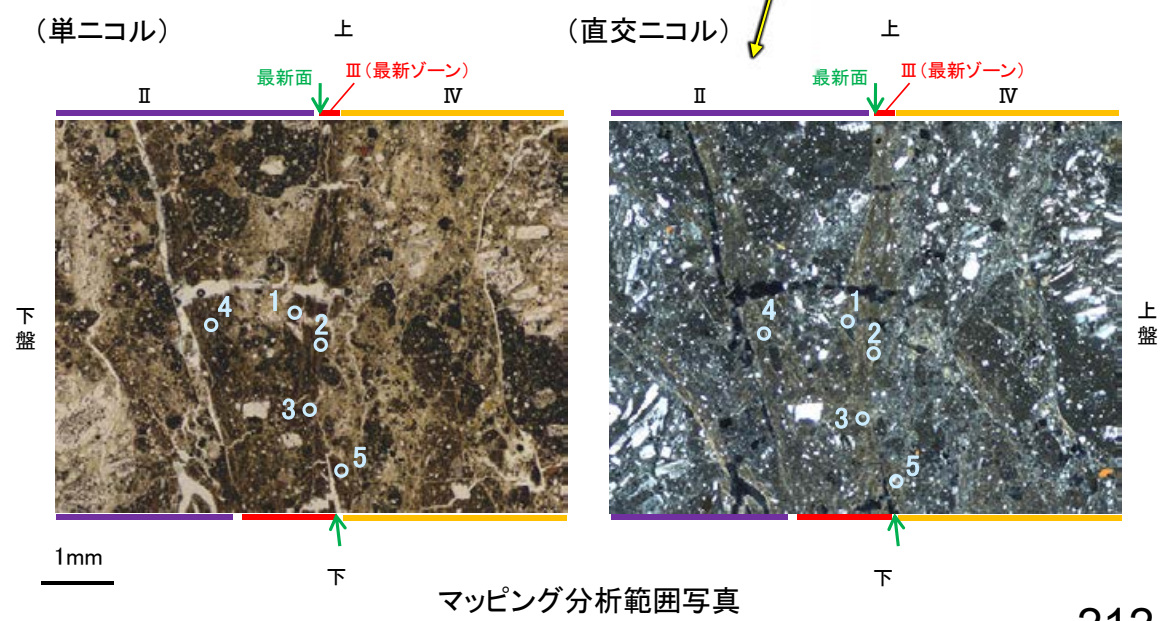 (単ニコル)
上
最新面
Ⅲ(最新ゾーン)
Ⅱ
Ⅳ
下盤
4
1
2
3
5
下
1mm
(直交ニコル)
上
最新面
Ⅲ(最新ゾーン)
Ⅱ
Ⅳ
上盤
4
1
2
3
5
下
マッピング分析範囲写真